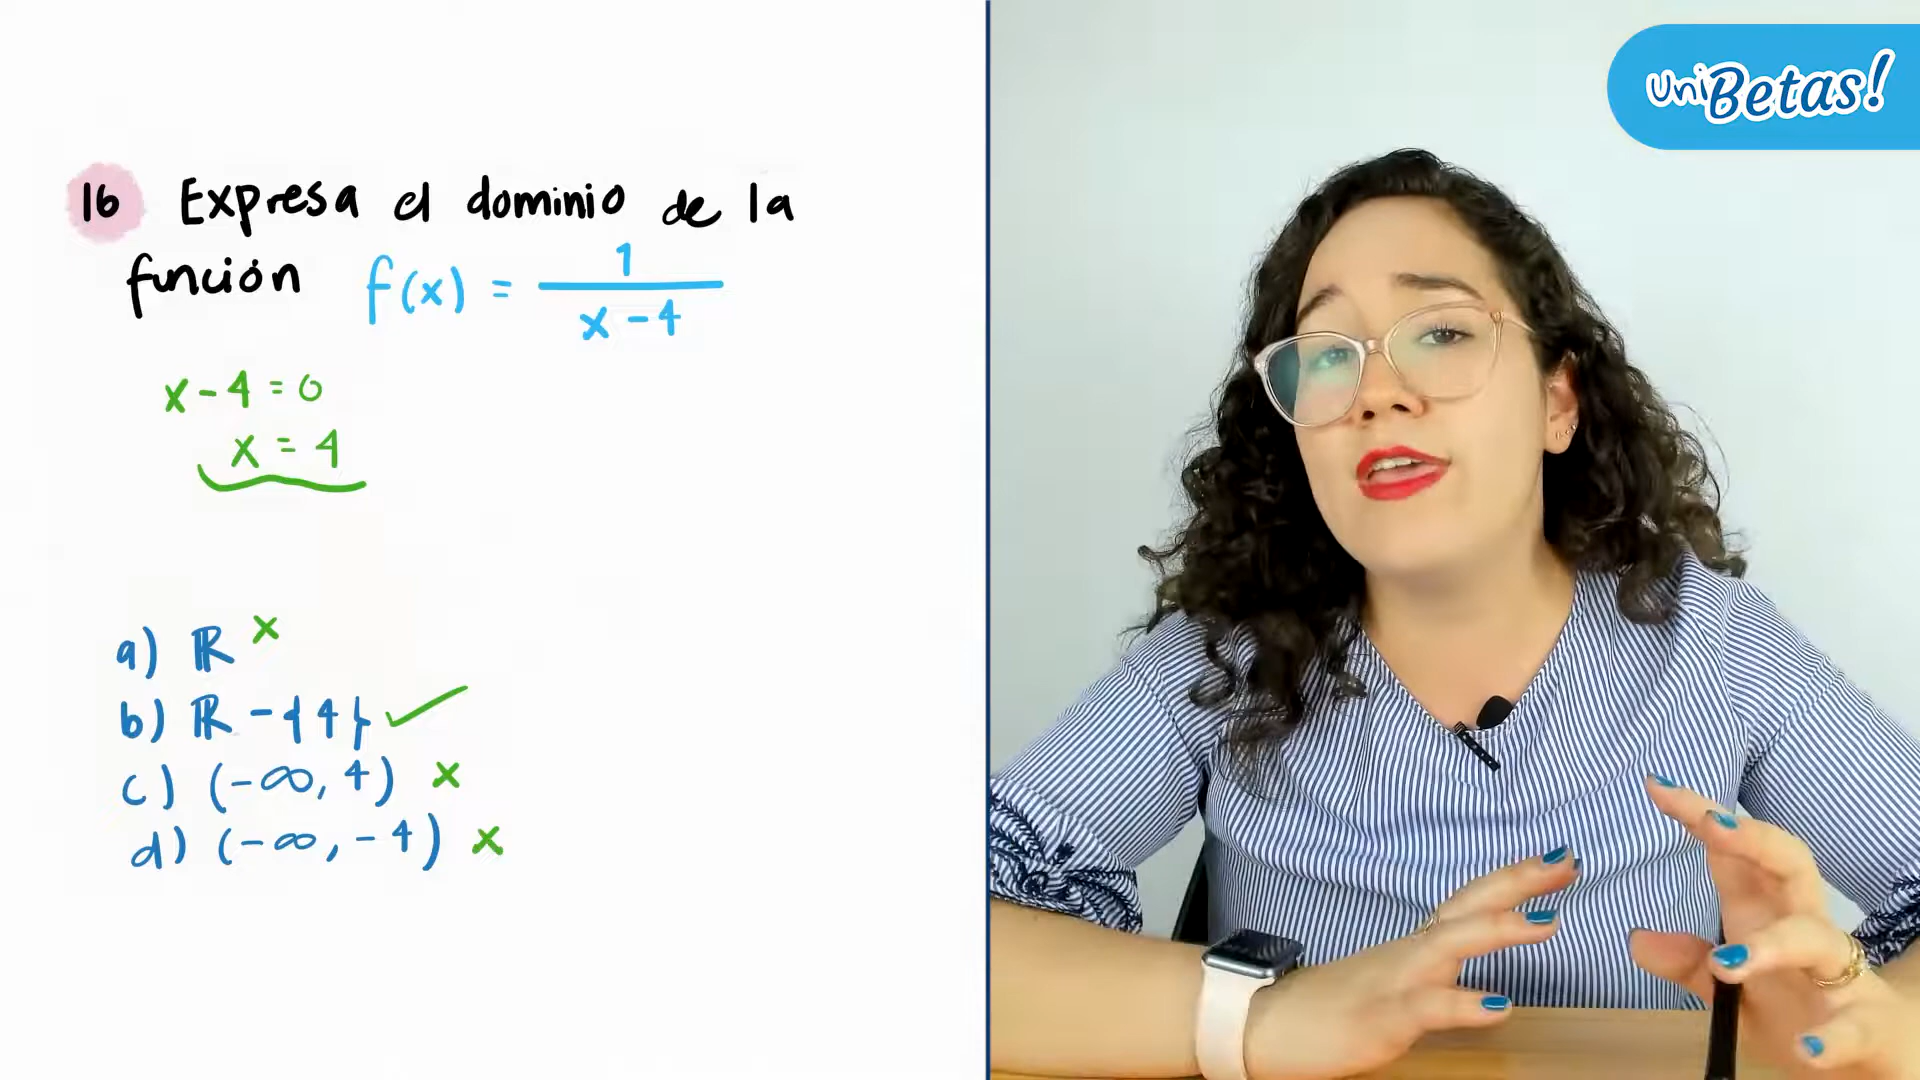 16 Expresa el dominio de la
función f(x) = 1 / x - 4
x - 4 = 0
x = 4
a) ℝ ×
b) ℝ - {4} ✓
c) (-∞, 4) ×
d) (-∞, -4) ×
UniBetas!